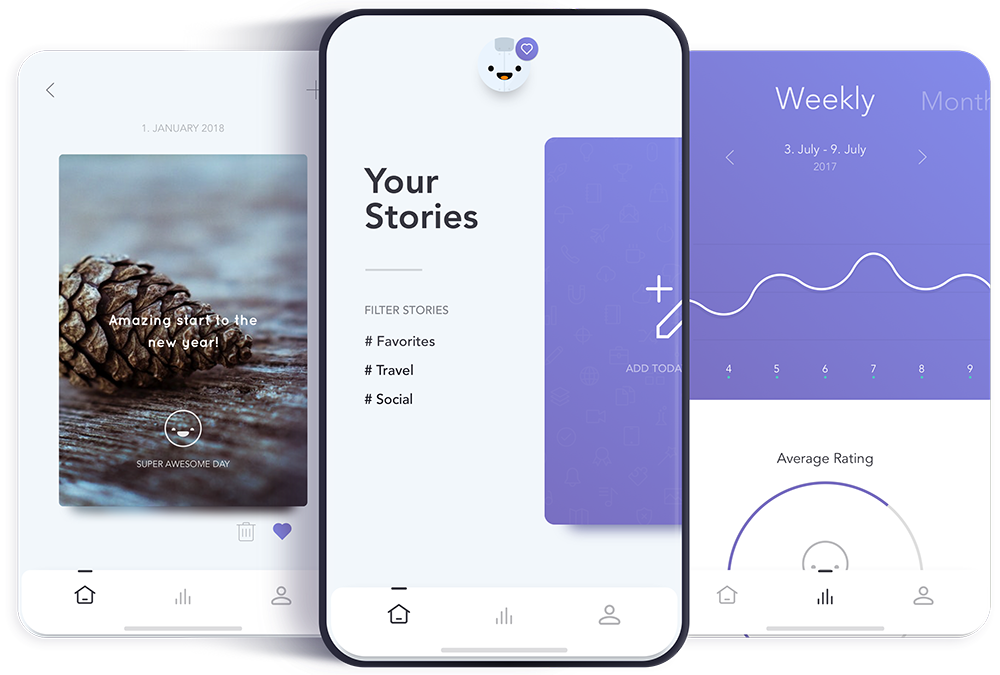 1. JANUARY 2018
Amazing start to the
new year!
SUPER AWESOME DAY
Your
Stories
FILTER STORIES
# Favorites
# Travel
# Social
ADD TODA
Weekly
Month
3. July - 9. July
2017
4 5 6 7 8 9
Average Rating